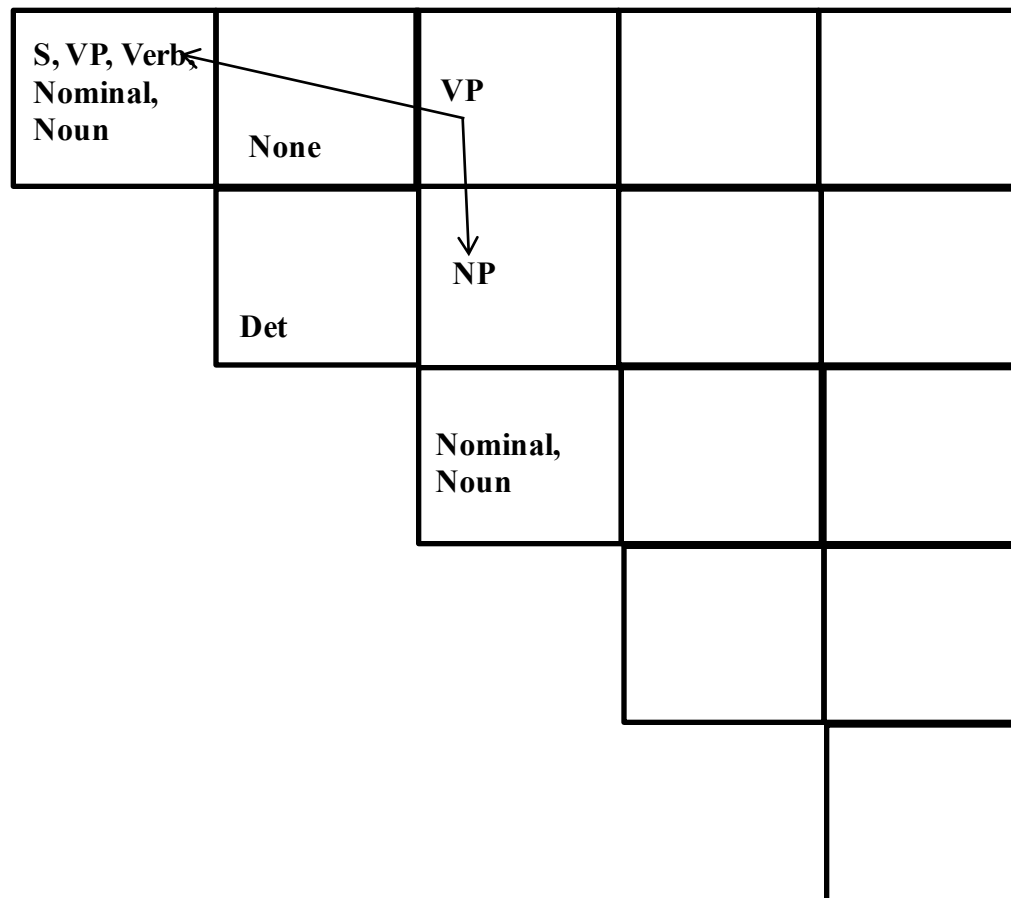 S, VP, Verb,
Nominal,
Noun
None
VP
NP
Det
Nominal,
Noun